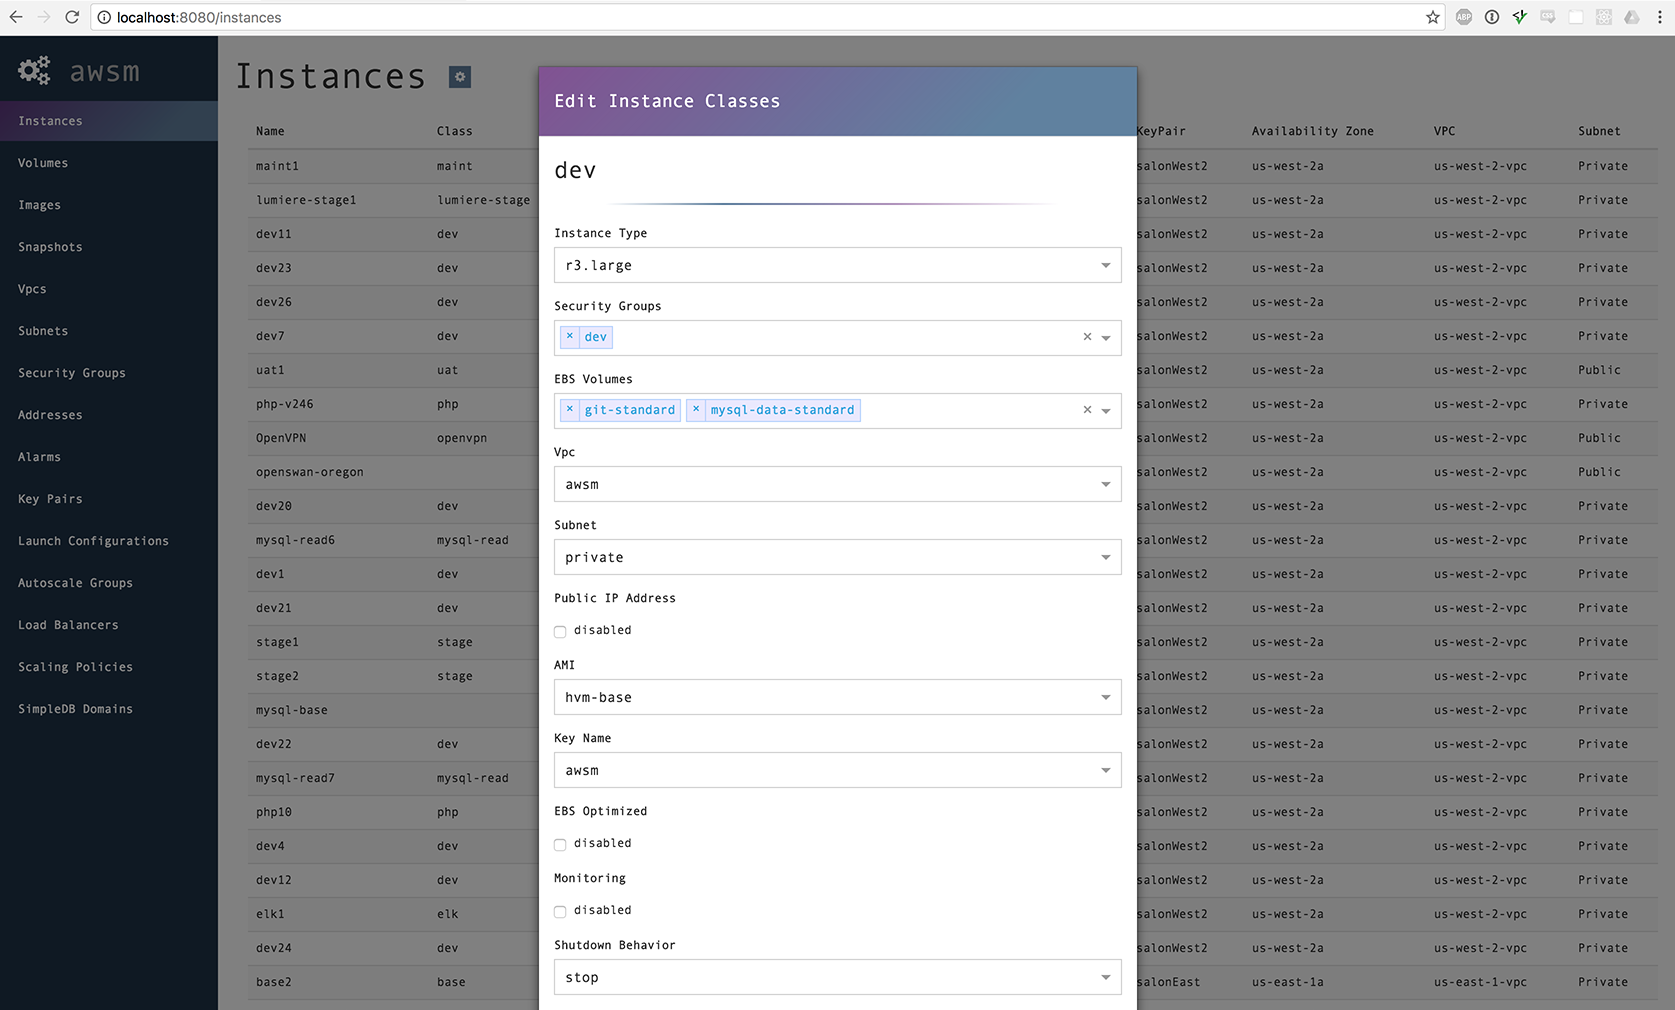 localhost:8080/instances
ABP
CSS
awsm
Instances
Volumes
Images
Snapshots
Vpcs
Subnets
Security Groups
Addresses
Alarms
Key Pairs
Launch Configurations
Autoscale Groups
Load Balancers
Scaling Policies
SimpleDB Domains
Instances
Name Class KeyPair Availability Zone VPC Subnet
maint1 maint salonWest2 us-west-2a us-west-2-vpc Private
lumiere-stage1 lumiere-stage salonWest2 us-west-2a us-west-2-vpc Private
dev11 dev salonWest2 us-west-2a us-west-2-vpc Private
dev23 dev salonWest2 us-west-2a us-west-2-vpc Private
dev26 dev salonWest2 us-west-2a us-west-2-vpc Private
dev7 dev salonWest2 us-west-2a us-west-2-vpc Private
uat1 uat salonWest2 us-west-2a us-west-2-vpc Public
php-v246 php salonWest2 us-west-2a us-west-2-vpc Private
OpenVPN openvpn salonWest2 us-west-2a us-west-2-vpc Public
openswan-oregon salonWest2 us-west-2a us-west-2-vpc Public
dev20 dev salonWest2 us-west-2a us-west-2-vpc Private
mysql-read6 mysql-read salonWest2 us-west-2a us-west-2-vpc Private
dev1 dev salonWest2 us-west-2a us-west-2-vpc Private
dev21 dev salonWest2 us-west-2a us-west-2-vpc Private
stage1 stage salonWest2 us-west-2a us-west-2-vpc Private
stage2 stage salonWest2 us-west-2a us-west-2-vpc Private
mysql-base salonWest2 us-west-2a us-west-2-vpc Private
dev22 dev salonWest2 us-west-2a us-west-2-vpc Private
mysql-read7 mysql-read salonWest2 us-west-2a us-west-2-vpc Private
php10 php salonWest2 us-west-2a us-west-2-vpc Private
dev4 dev salonWest2 us-west-2a us-west-2-vpc Private
dev12 dev salonWest2 us-west-2a us-west-2-vpc Private
elk1 elk salonWest2 us-west-2a us-west-2-vpc Private
dev24 dev salonWest2 us-west-2a us-west-2-vpc Private
base2 base salonEast us-east-1a us-east-1-vpc Private
Edit Instance Classes
dev
Instance Type
r3.large
Security Groups
× dev ×
EBS Volumes
× git-standard × mysql-data-standard ×
Vpc
awsm
Subnet
private
Public IP Address
disabled
AMI
hvm-base
Key Name
awsm
EBS Optimized
disabled
Monitoring
disabled
Shutdown Behavior
stop